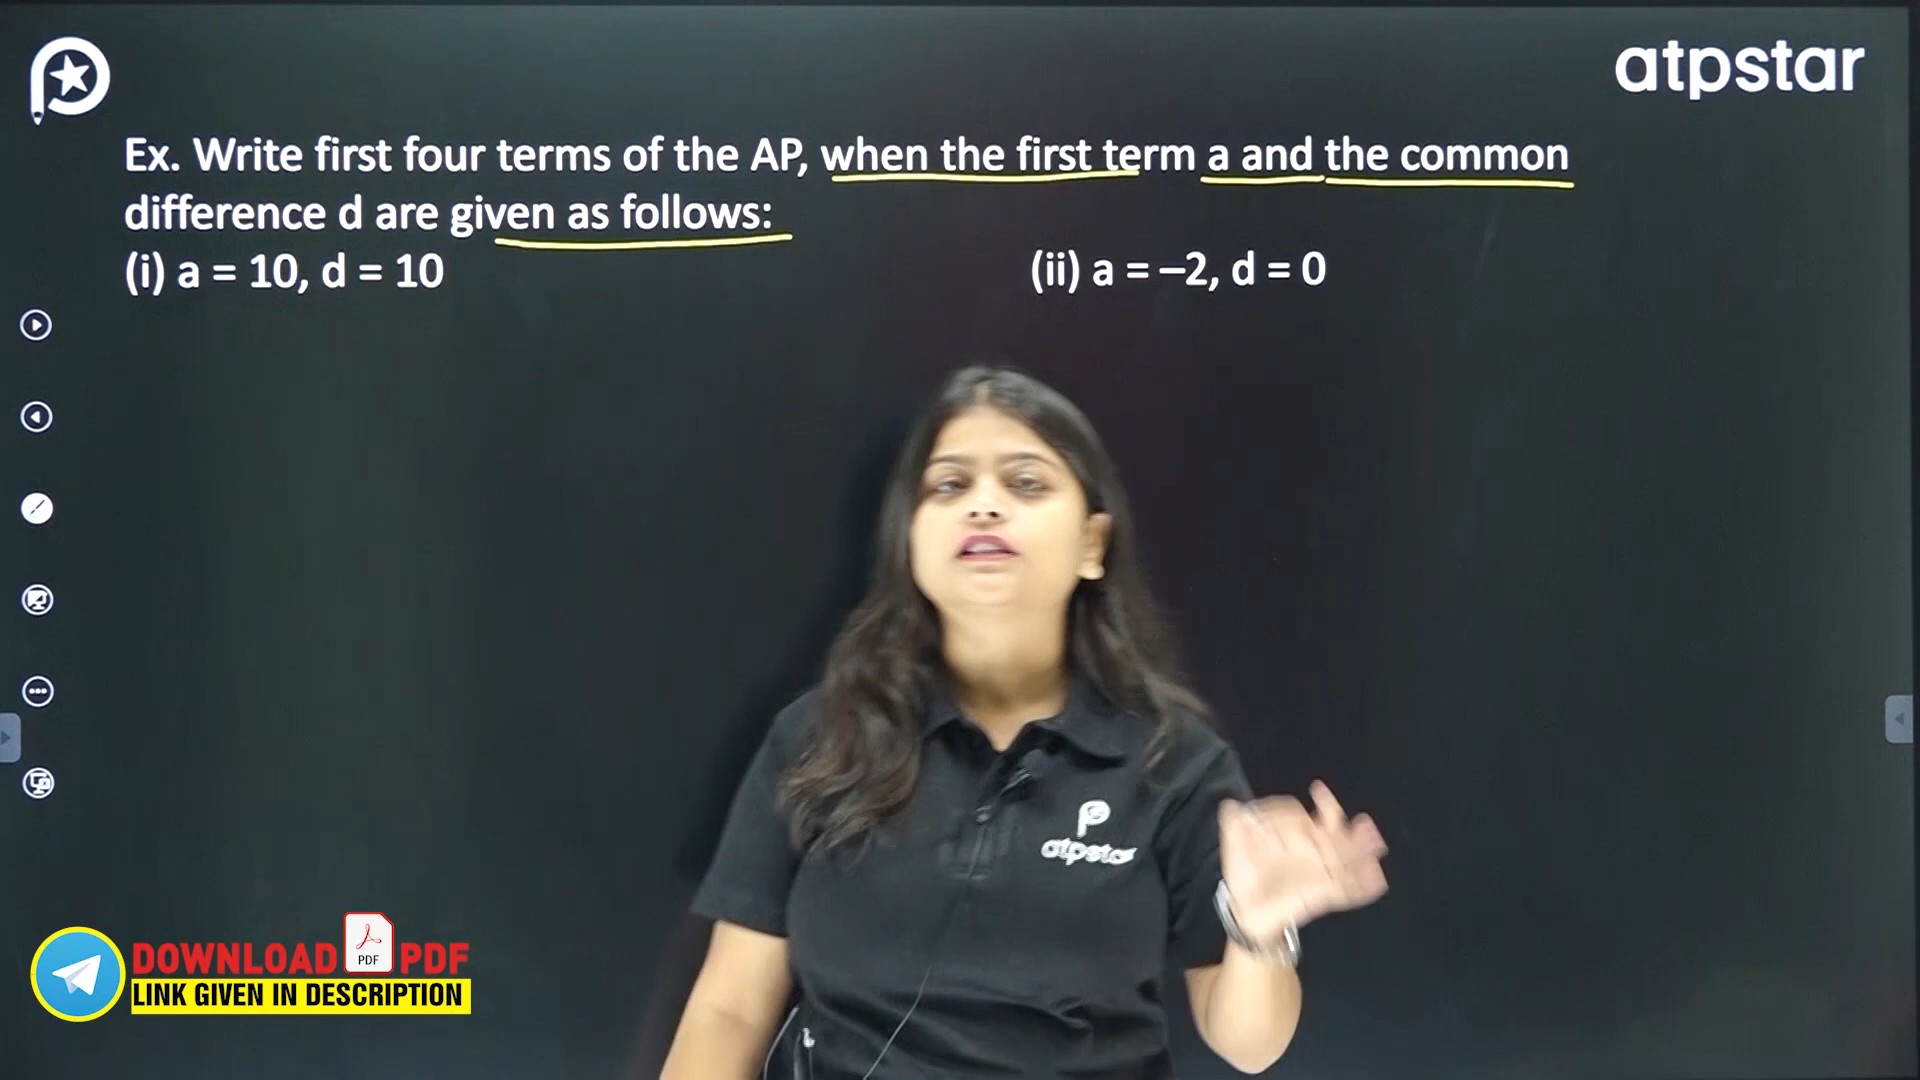 atpstar
Ex. Write first four terms of the AP, when the first term a and the common
difference d are given as follows:
(i) a = 10, d = 10
(ii) a = –2, d = 0
atpstar
DOWNLOAD PDF
PDF
LINK GIVEN IN DESCRIPTION